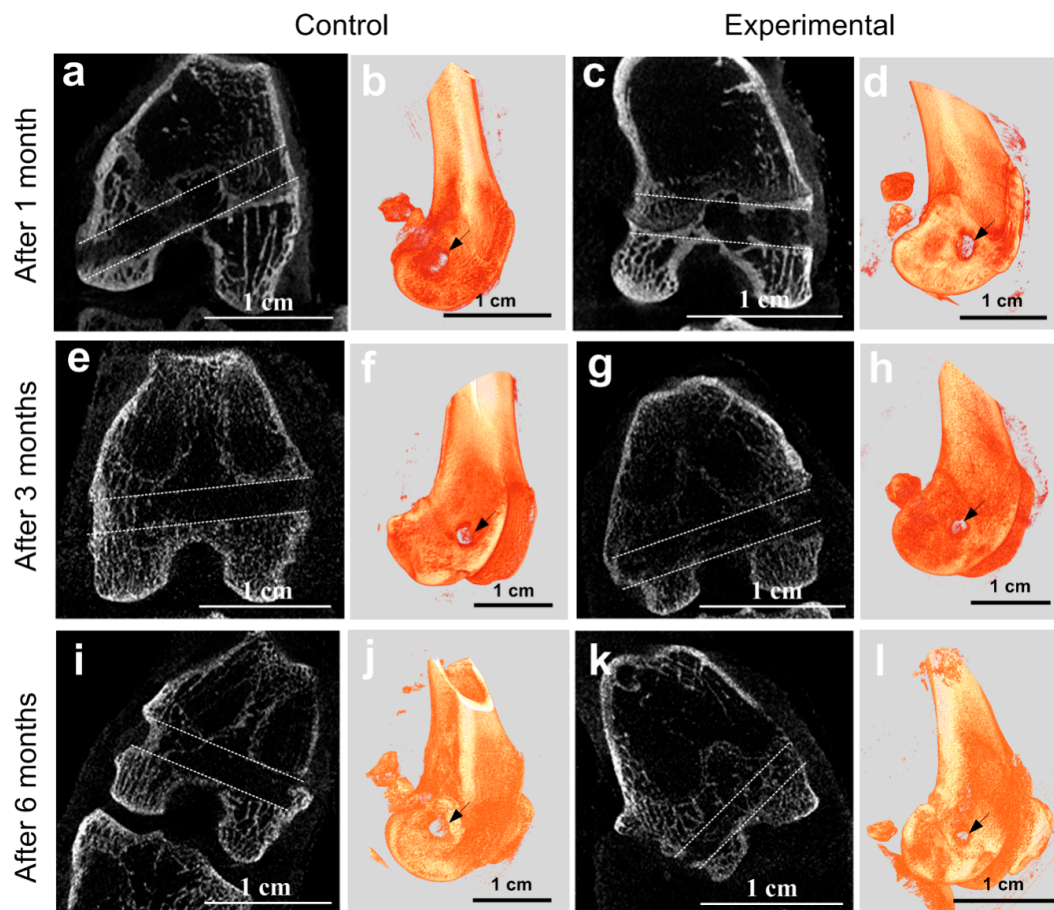 Control
Experimental
After 1 month
a
b
c
d
1 cm
1 cm
1 cm
1 cm
After 3 months
e
f
g
h
1 cm
1 cm
1 cm
1 cm
After 6 months
i
j
k
l
1 cm
1 cm
1 cm
1 cm